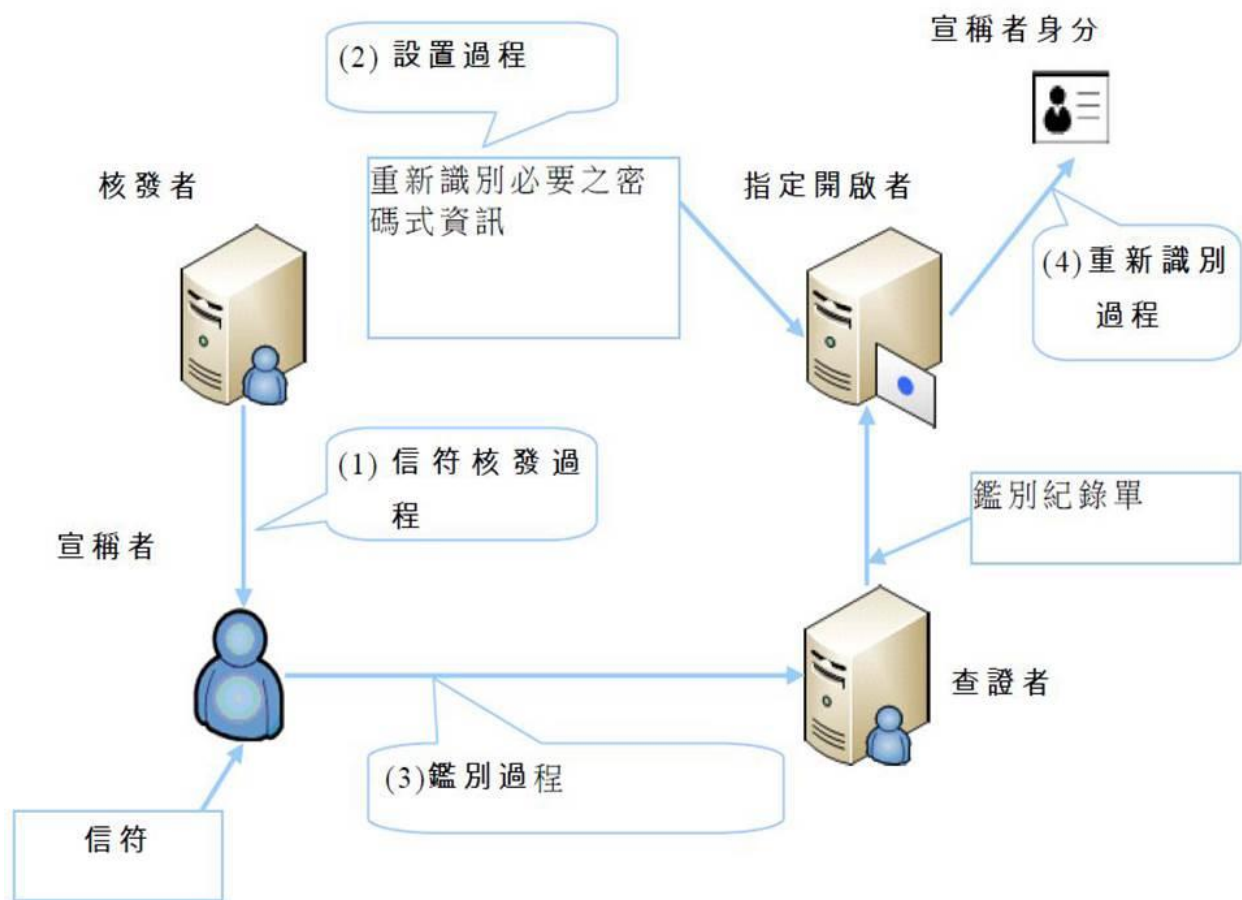 宣稱者身分
(2) 設置過程
核發者
重新識別必要之密
碼式資訊
指定開啟者
(4)重新識別
過程
(1) 信符核發過
程
鑑別紀錄單
宣稱者
查證者
(3)鑑別過程
信符